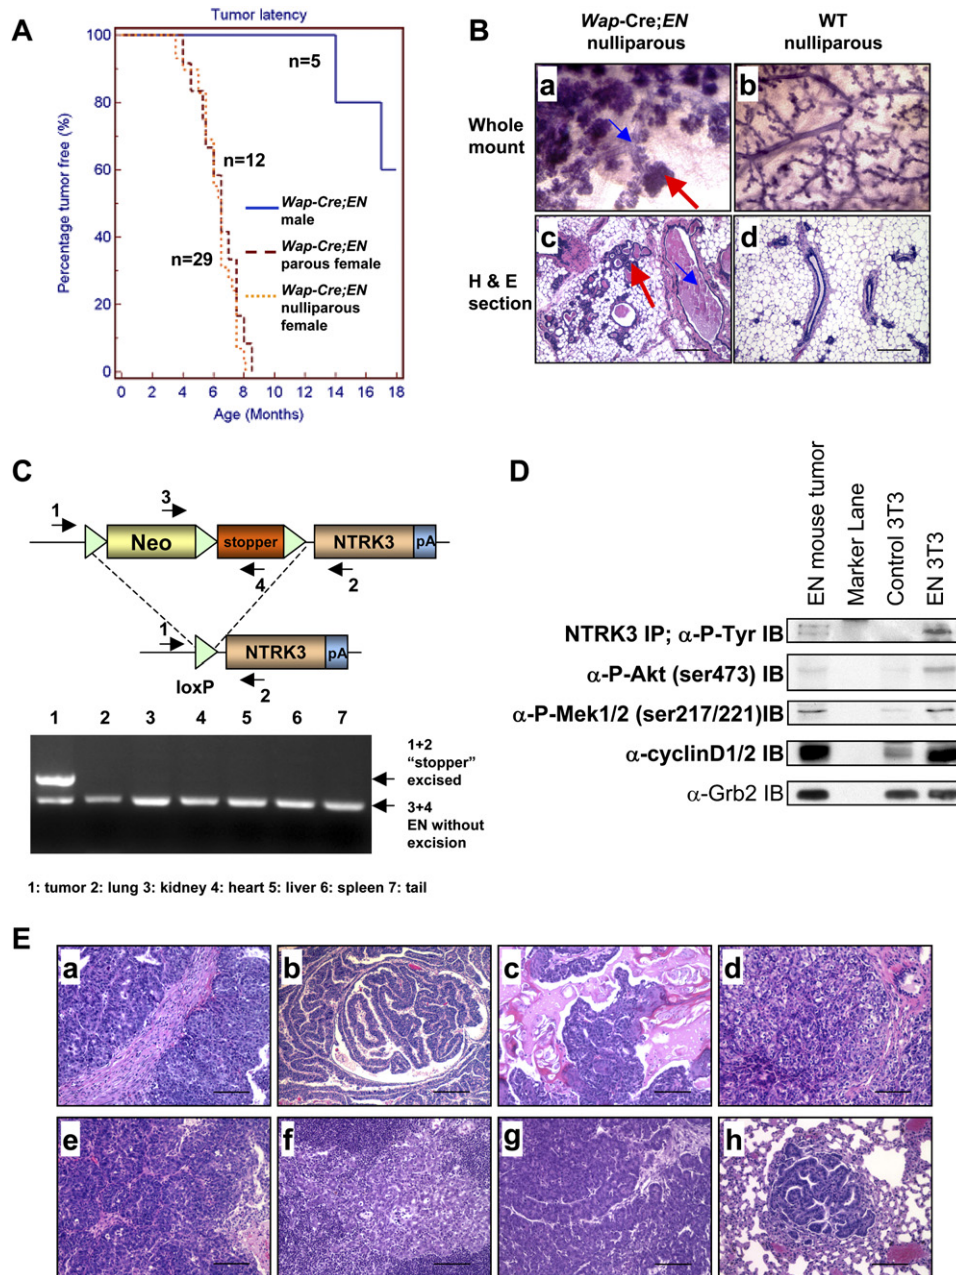 A
Tumor latency
Percentage tumor free (%)
100
80
60
40
20
0
0 2 4 6 8 10 12 14 16 18
Age (Months)
n=5
n=12
n=29
Wap-Cre;EN
male
Wap-Cre;EN
parous female
Wap-Cre;EN
nulliparous
female
B
Wap-Cre;EN
nulliparous
WT
nulliparous
Whole
mount
a
b
H & E
section
c
d
C
1
3
Neo
stopper
NTRK3
pA
4
2
1
NTRK3
pA
loxP
2
1 2 3 4 5 6 7
1+2
“stopper”
excised
3+4
EN without
excision
1: tumor 2: lung 3: kidney 4: heart 5: liver 6: spleen 7: tail
D
EN mouse tumor
Marker Lane
Control 3T3
EN 3T3
NTRK3 IP; α-P-Tyr IB
α-P-Akt (ser473) IB
α-P-Mek1/2 (ser217/221)IB
α-cyclinD1/2 IB
α-Grb2 IB
E
a
b
c
d
e
f
g
h